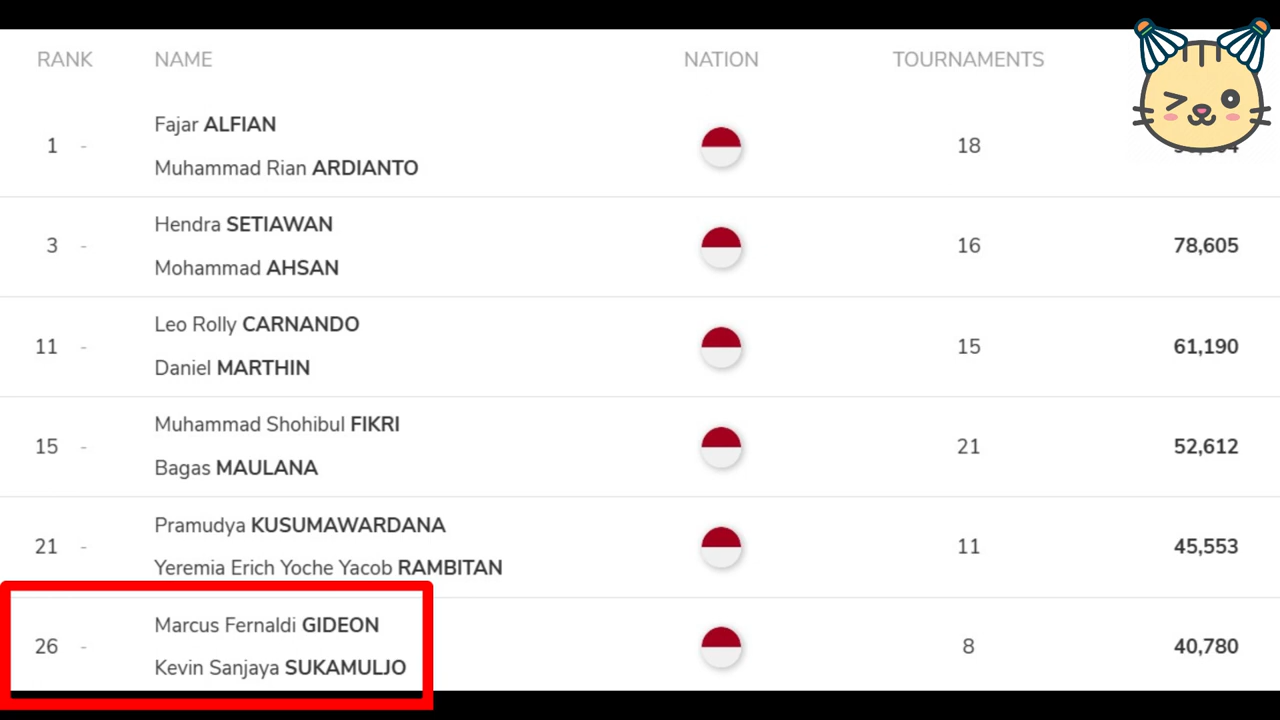 RANK NAME NATION TOURNAMENTS
Fajar ALFIAN
1 - 18
Muhammad Rian ARDIANTO
Hendra SETIAWAN
3 - 16 78,605
Mohammad AHSAN
Leo Rolly CARNANDO
11 - 15 61,190
Daniel MARTHIN
Muhammad Shohibul FIKRI
15 - 21 52,612
Bagas MAULANA
Pramudya KUSUMAWARDANA
21 - 11 45,553
Yeremia Erich Yoche Yacob RAMBITAN
Marcus Fernaldi GIDEON
26 - 8 40,780
Kevin Sanjaya SUKAMULJO